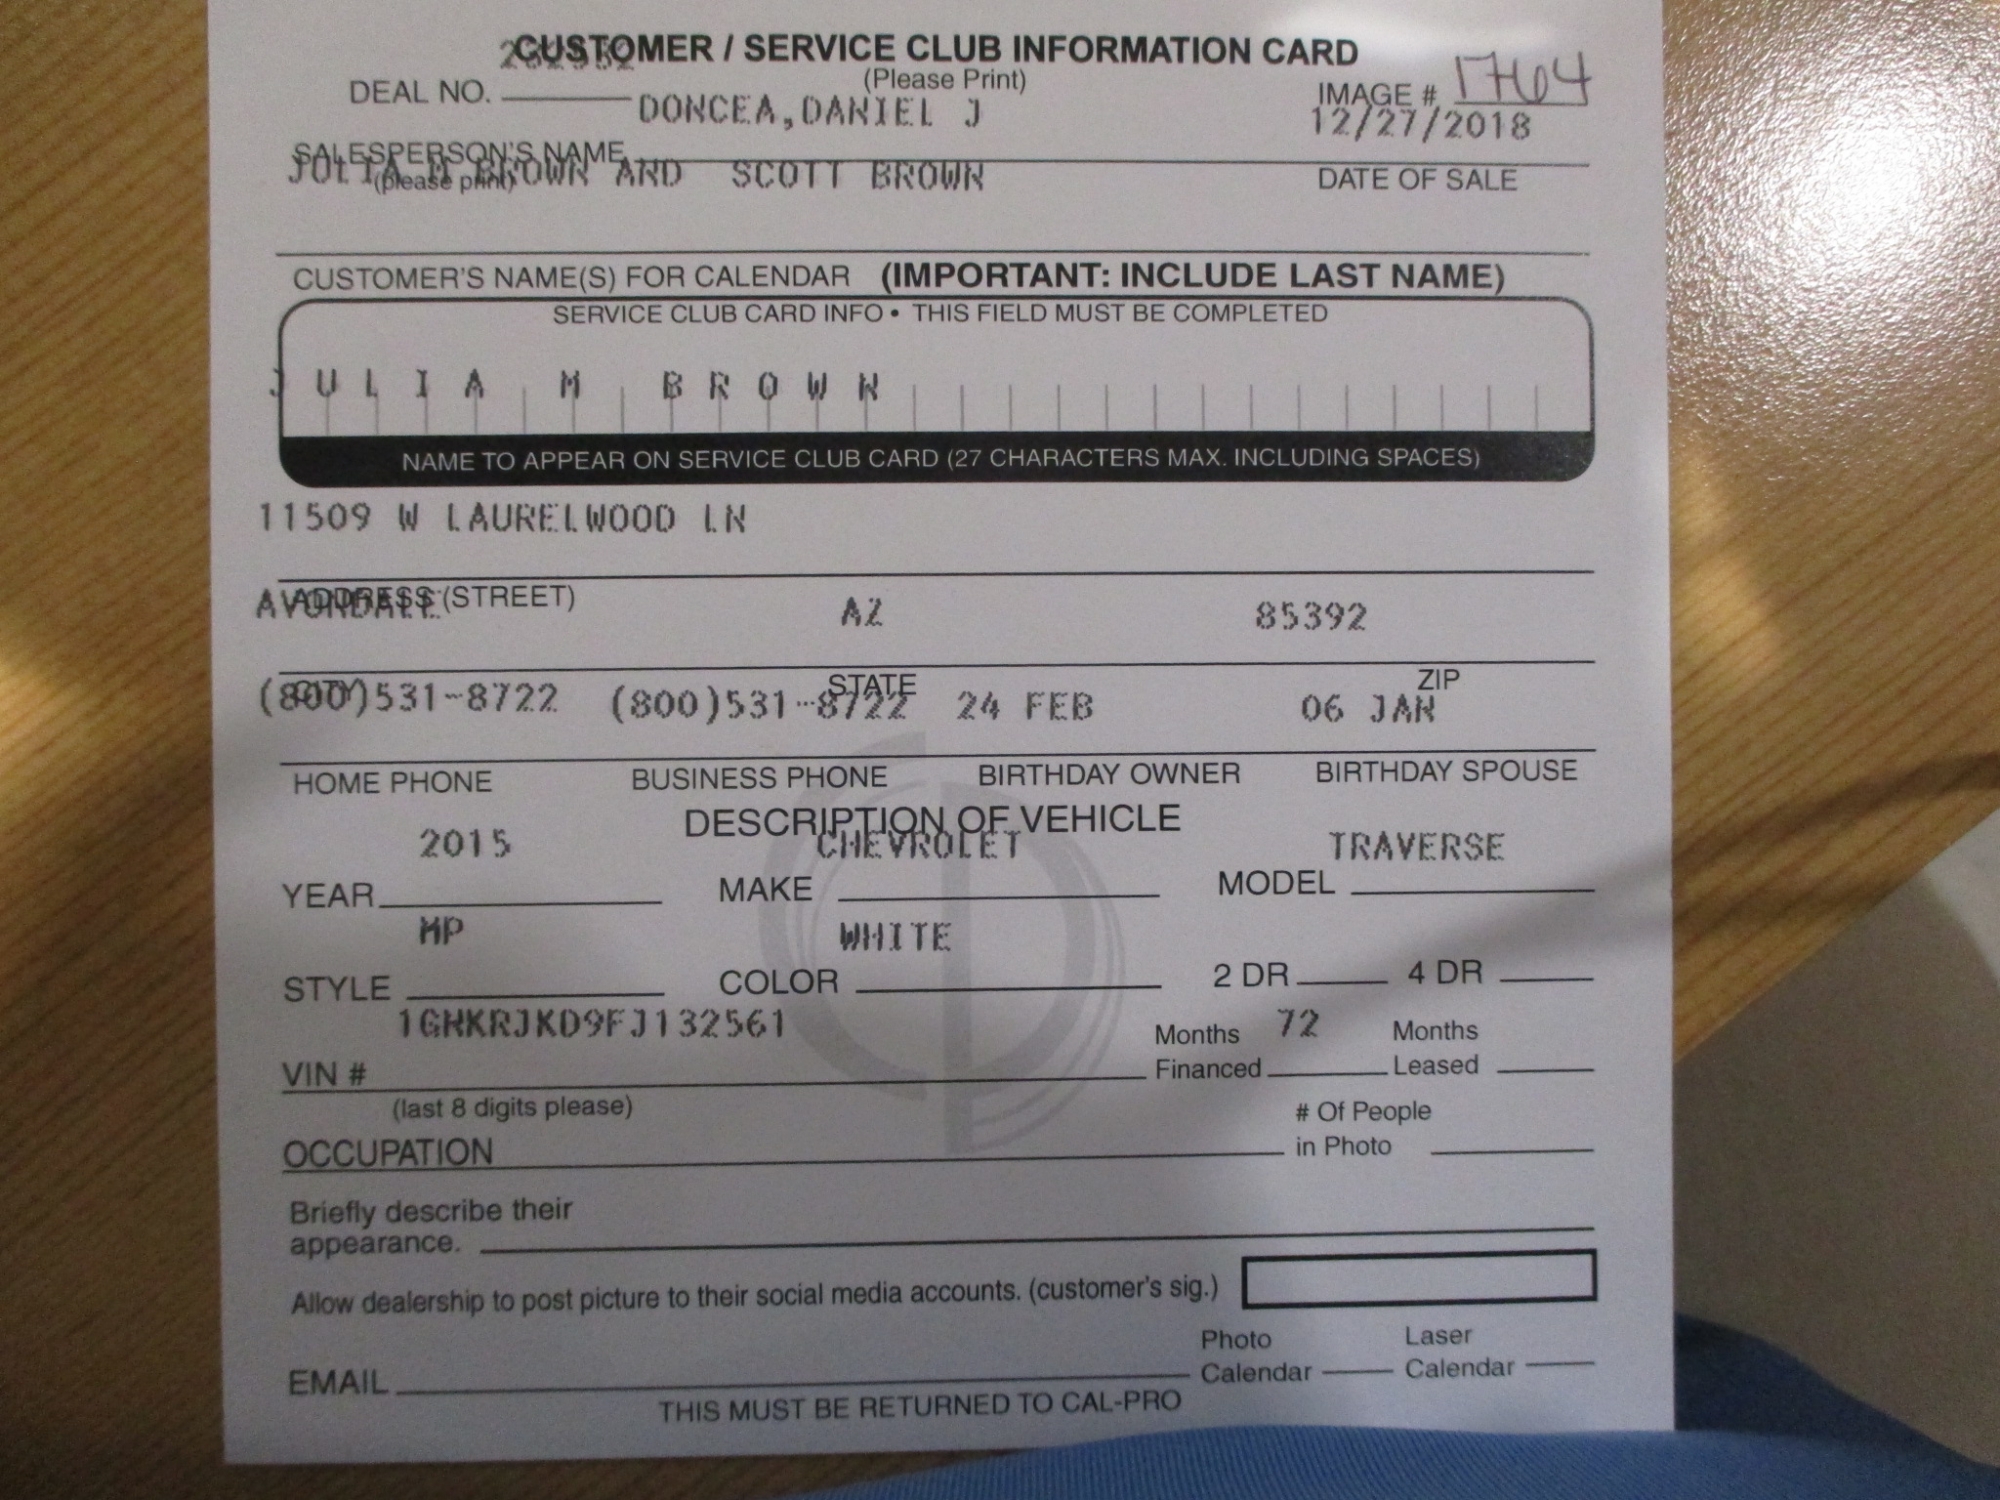 CUSTOMER / SERVICE CLUB INFORMATION CARD
(Please Print)
DEAL NO.
IMAGE # 1764
DONCEA,DANIEL J
12/27/2018
SALESPERSON'S NAME
(please print)
JULIA M BROWN AND SCOTT BROWN
DATE OF SALE
CUSTOMER'S NAME(S) FOR CALENDAR (IMPORTANT: INCLUDE LAST NAME)
SERVICE CLUB CARD INFO • THIS FIELD MUST BE COMPLETED
JULIA M BROWN
NAME TO APPEAR ON SERVICE CLUB CARD (27 CHARACTERS MAX. INCLUDING SPACES)
11509 W LAURELWOOD LN
ADDRESS (STREET)
AVONDALE AZ 85392
CITY STATE ZIP
(800)531-8722 (800)531-8722 24 FEB 06 JAN
HOME PHONE BUSINESS PHONE BIRTHDAY OWNER BIRTHDAY SPOUSE
DESCRIPTION OF VEHICLE
2015 CHEVROLET TRAVERSE
YEAR MAKE MODEL
MP WHITE
STYLE COLOR 2 DR 4 DR
1GNKRJKD9FJ132561
Months Financed 72 Months Leased
VIN #
(last 8 digits please)
# Of People in Photo
OCCUPATION
Briefly describe their
appearance.
Allow dealership to post picture to their social media accounts. (customer's sig.)
Photo Calendar Laser Calendar
EMAIL
THIS MUST BE RETURNED TO CAL-PRO